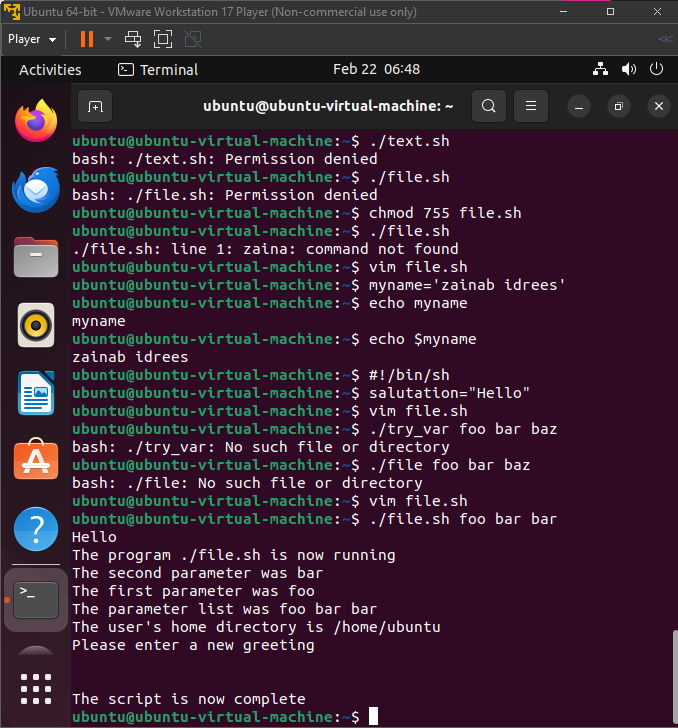 Ubuntu 64-bit - VMware Workstation 17 Player (Non-commercial use only)
Player
Activities
Terminal
Feb 22 06:48
ubuntu@ubuntu-virtual-machine: ~
ubuntu@ubuntu-virtual-machine:~$ ./text.sh
bash: ./text.sh: Permission denied
ubuntu@ubuntu-virtual-machine:~$ ./file.sh
bash: ./file.sh: Permission denied
ubuntu@ubuntu-virtual-machine:~$ chmod 755 file.sh
ubuntu@ubuntu-virtual-machine:~$ ./file.sh
./file.sh: line 1: zaina: command not found
ubuntu@ubuntu-virtual-machine:~$ vim file.sh
ubuntu@ubuntu-virtual-machine:~$ myname='zainab idrees'
ubuntu@ubuntu-virtual-machine:~$ echo myname
myname
ubuntu@ubuntu-virtual-machine:~$ echo $myname
zainab idrees
ubuntu@ubuntu-virtual-machine:~$ #!/bin/sh
ubuntu@ubuntu-virtual-machine:~$ salutation="Hello"
ubuntu@ubuntu-virtual-machine:~$ vim file.sh
ubuntu@ubuntu-virtual-machine:~$ ./try_var foo bar baz
bash: ./try_var: No such file or directory
ubuntu@ubuntu-virtual-machine:~$ ./file foo bar baz
bash: ./file: No such file or directory
ubuntu@ubuntu-virtual-machine:~$ vim file.sh
ubuntu@ubuntu-virtual-machine:~$ ./file.sh foo bar bar
Hello
The program ./file.sh is now running
The second parameter was bar
The first parameter was foo
The parameter list was foo bar bar
The user's home directory is /home/ubuntu
Please enter a new greeting
The script is now complete
ubuntu@ubuntu-virtual-machine:~$